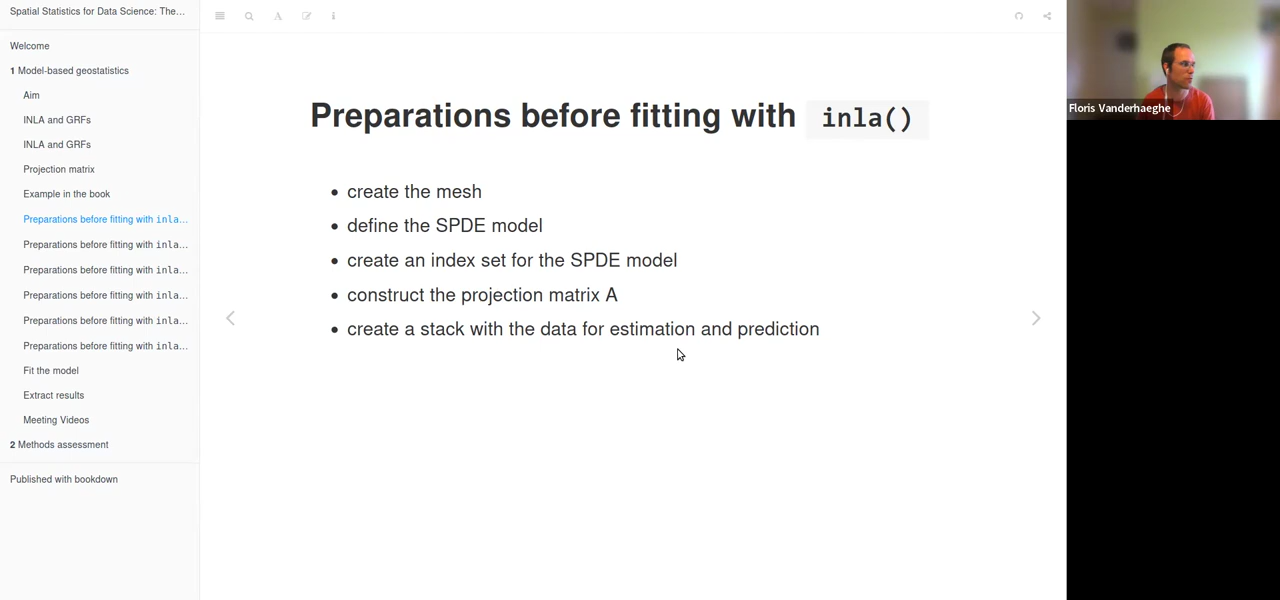 Spatial Statistics for Data Science: The...
Welcome
1 Model-based geostatistics
Aim
INLA and GRFs
INLA and GRFs
Projection matrix
Example in the book
Preparations before fitting with inla...
Preparations before fitting with inla...
Preparations before fitting with inla...
Preparations before fitting with inla...
Preparations before fitting with inla...
Preparations before fitting with inla...
Fit the model
Extract results
Meeting Videos
2 Methods assessment
Published with bookdown
Preparations before fitting with inla()
• create the mesh
• define the SPDE model
• create an index set for the SPDE model
• construct the projection matrix A
• create a stack with the data for estimation and prediction
Floris Vanderhaeghe